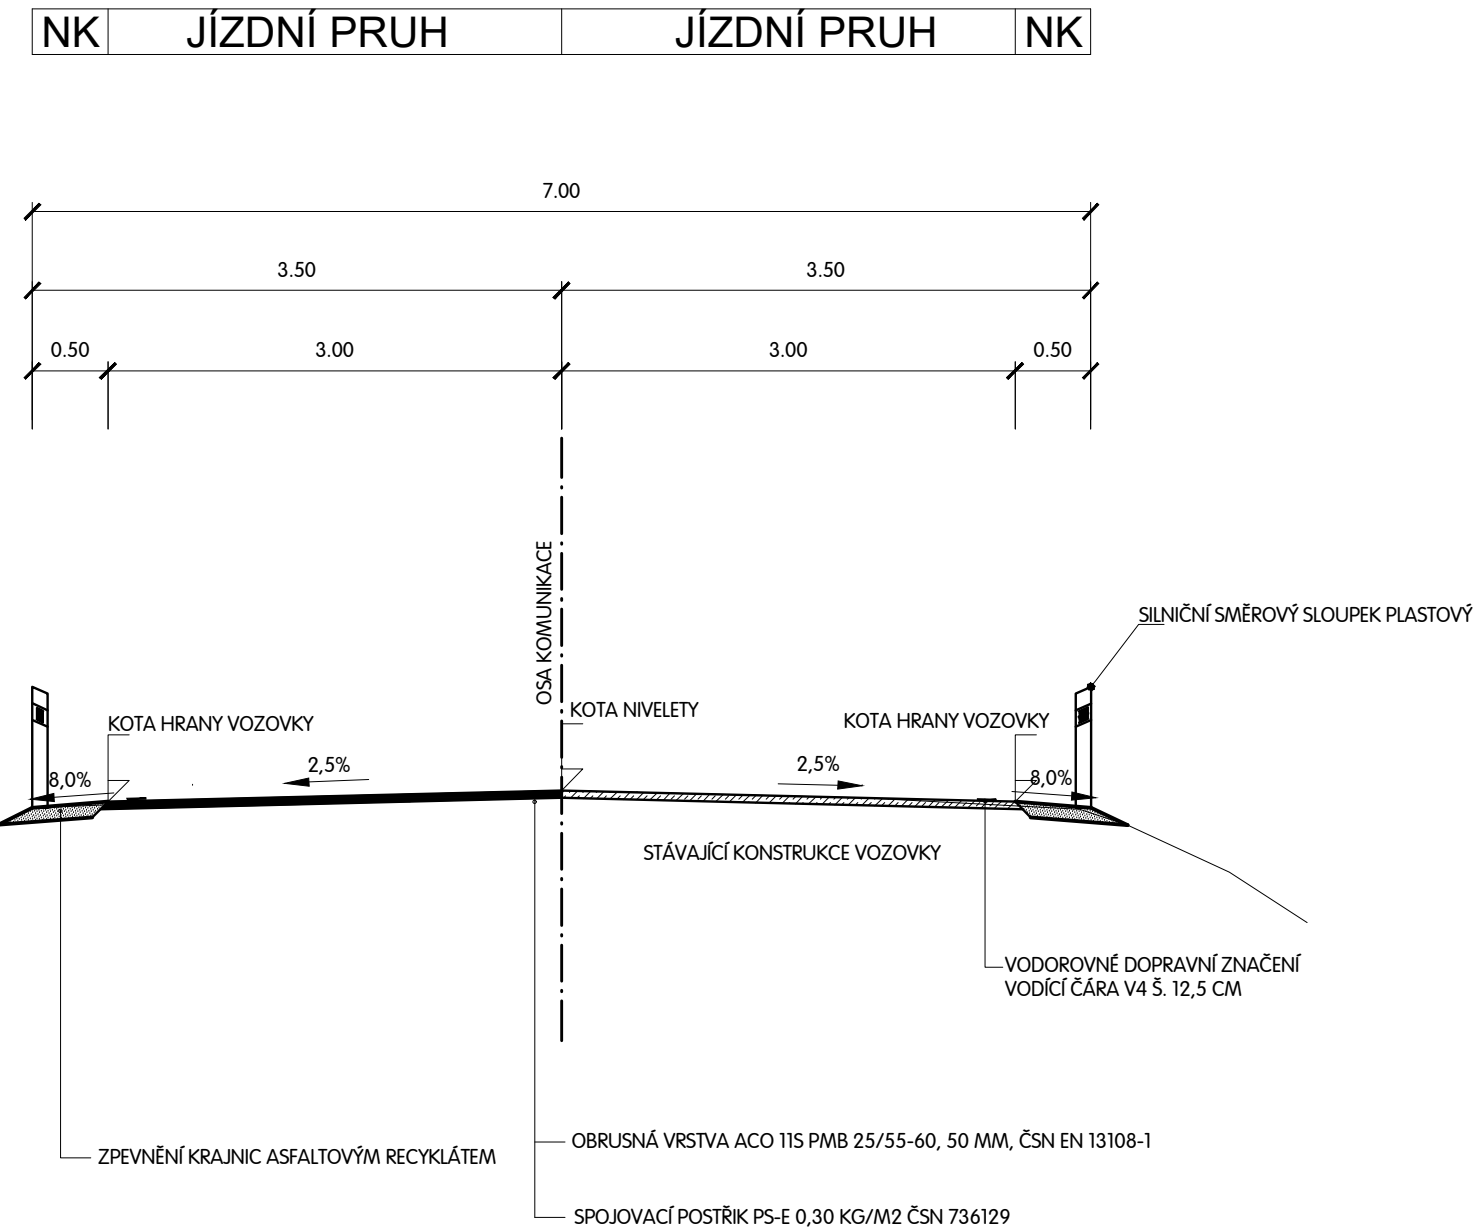 NK JÍZDNÍ PRUH JÍZDNÍ PRUH NK
7.00
3.50 3.50
0.50 3.00 3.00 0.50
OSA KOMUNIKACE
SILNIČNÍ SMĚROVÝ SLOUPEK PLASTOVÝ
KOTA HRANY VOZOVKY KOTA NIVELETY KOTA HRANY VOZOVKY
8,0% 2,5% 2,5% 8,0%
STÁVAJÍCÍ KONSTRUKCE VOZOVKY
VODOROVNÉ DOPRAVNÍ ZNAČENÍ
VODÍCÍ ČÁRA V4 Š. 12,5 CM
OBRUSNÁ VRSTVA ACO 11S PMB 25/55-60, 50 MM, ČSN EN 13108-1
ZPEVNĚNÍ KRAJNIC ASFALTOVÝM RECYKLÁTEM
SPOJOVACÍ POSTŘIK PS-E 0,30 KG/M2 ČSN 736129